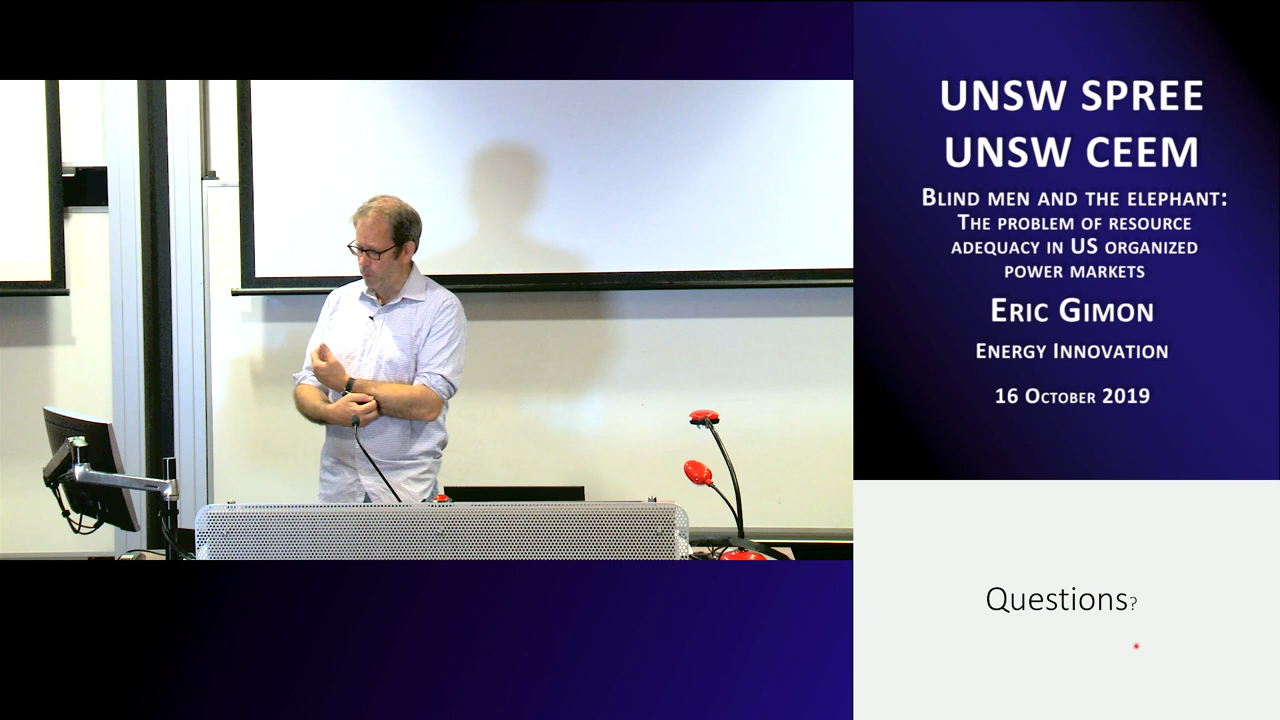 UNSW SPREE
UNSW CEEM
BLIND MEN AND THE ELEPHANT:
THE PROBLEM OF RESOURCE
ADEQUACY IN US ORGANIZED
POWER MARKETS
ERIC GIMON
ENERGY INNOVATION
16 OCTOBER 2019
Questions?